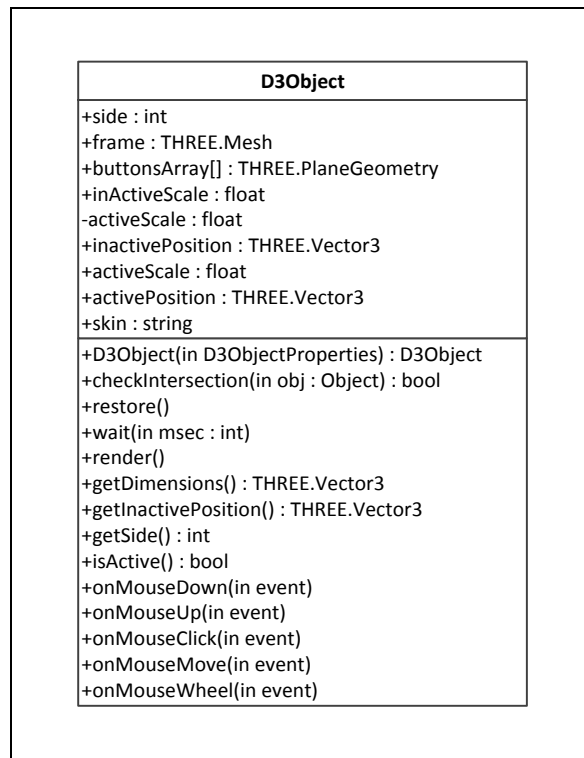 D3Object
+side : int
+frame : THREE.Mesh
+buttonsArray[] : THREE.PlaneGeometry
+inActiveScale : float
-activeScale : float
+inactivePosition : THREE.Vector3
+activeScale : float
+activePosition : THREE.Vector3
+skin : string
+D3Object(in D3ObjectProperties) : D3Object
+checkIntersection(in obj : Object) : bool
+restore()
+wait(in msec : int)
+render()
+getDimensions() : THREE.Vector3
+getInactivePosition() : THREE.Vector3
+getSide() : int
+isActive() : bool
+onMouseDown(in event)
+onMouseUp(in event)
+onMouseClick(in event)
+onMouseMove(in event)
+onMouseWheel(in event)